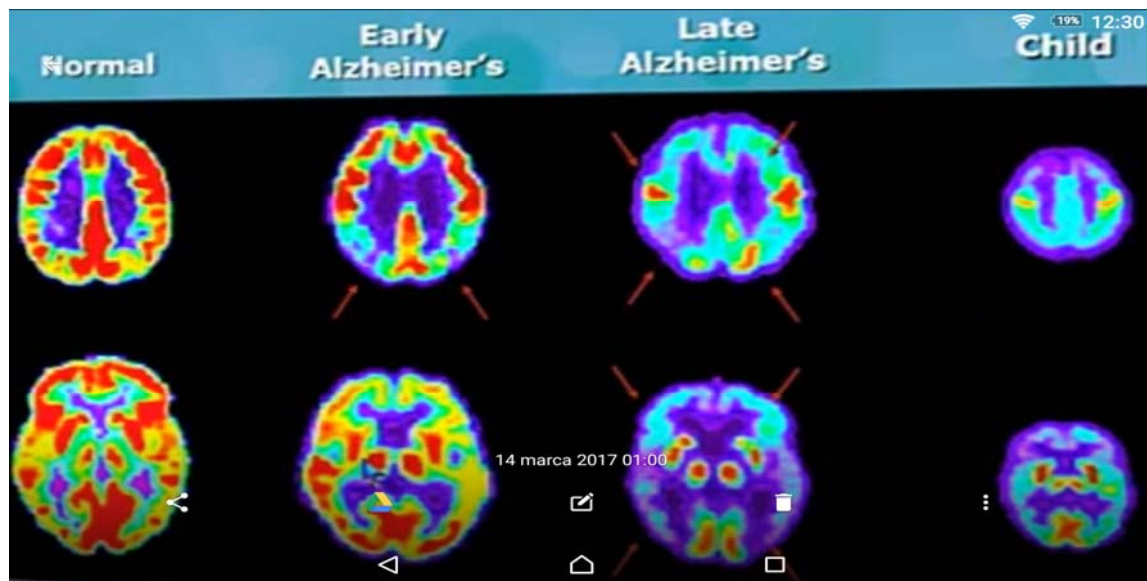 19% 12:30
Normal
Early
Alzheimer's
Late
Alzheimer's
Child
14 marca 2017 01:00